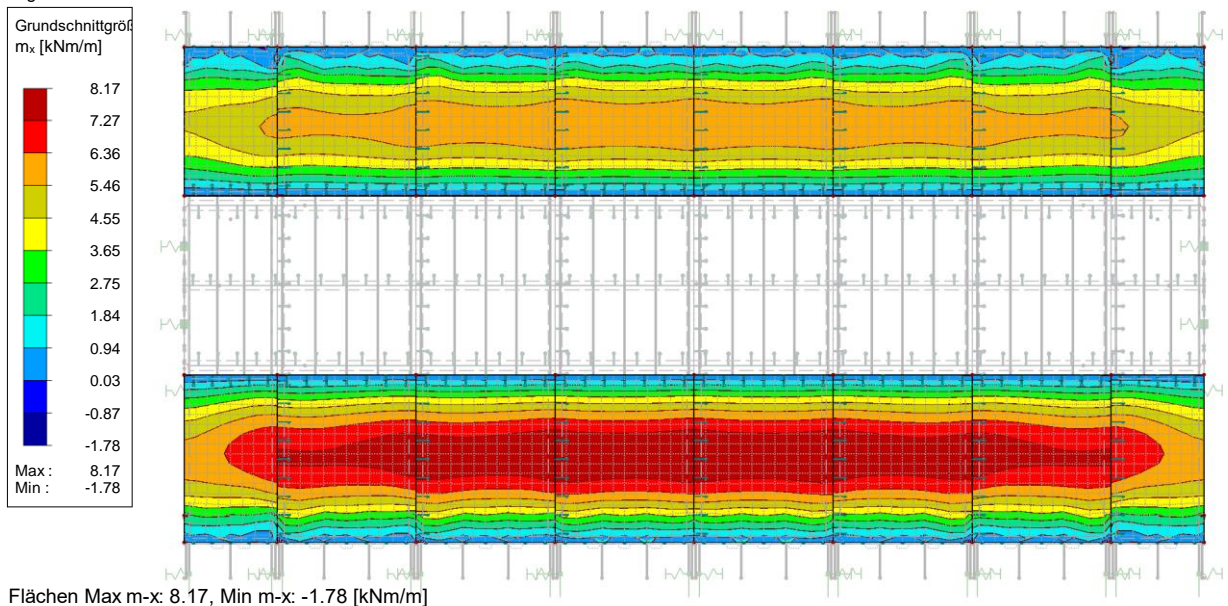 Grundschnittgröß
mx [kNm/m]
8.17
7.27
6.36
5.46
4.55
3.65
2.75
1.84
0.94
0.03
-0.87
-1.78
Max : 8.17
Min : -1.78
Flächen Max m-x: 8.17, Min m-x: -1.78 [kNm/m]